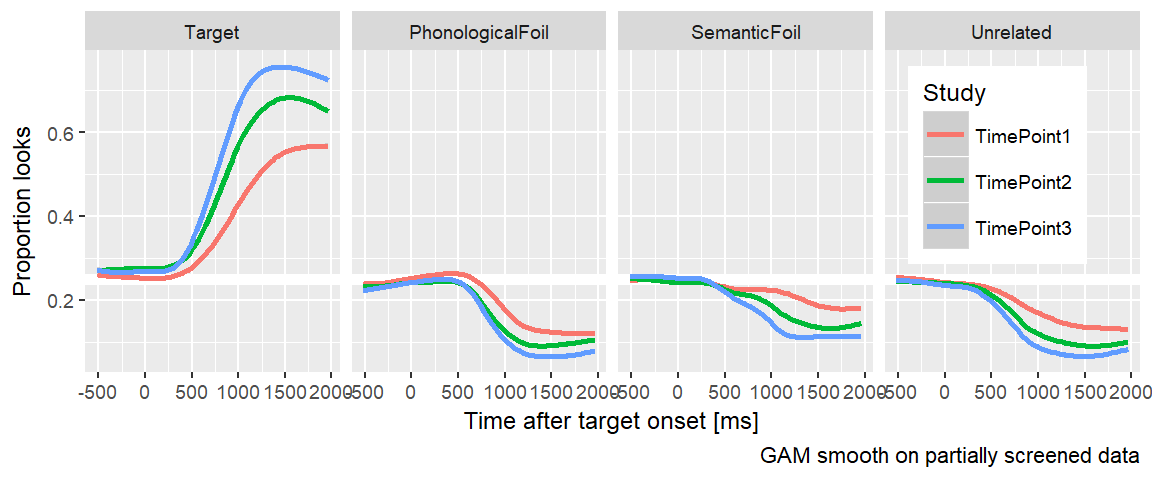 Target PhonologicalFoil SemanticFoil Unrelated
Proportion looks
0.6
0.4
0.2
Study
TimePoint1
TimePoint2
TimePoint3
-500 0 500 1000 1500 2000 -500 0 500 1000 1500 2000 -500 0 500 1000 1500 2000 -500 0 500 1000 1500 2000
Time after target onset [ms]
GAM smooth on partially screened data